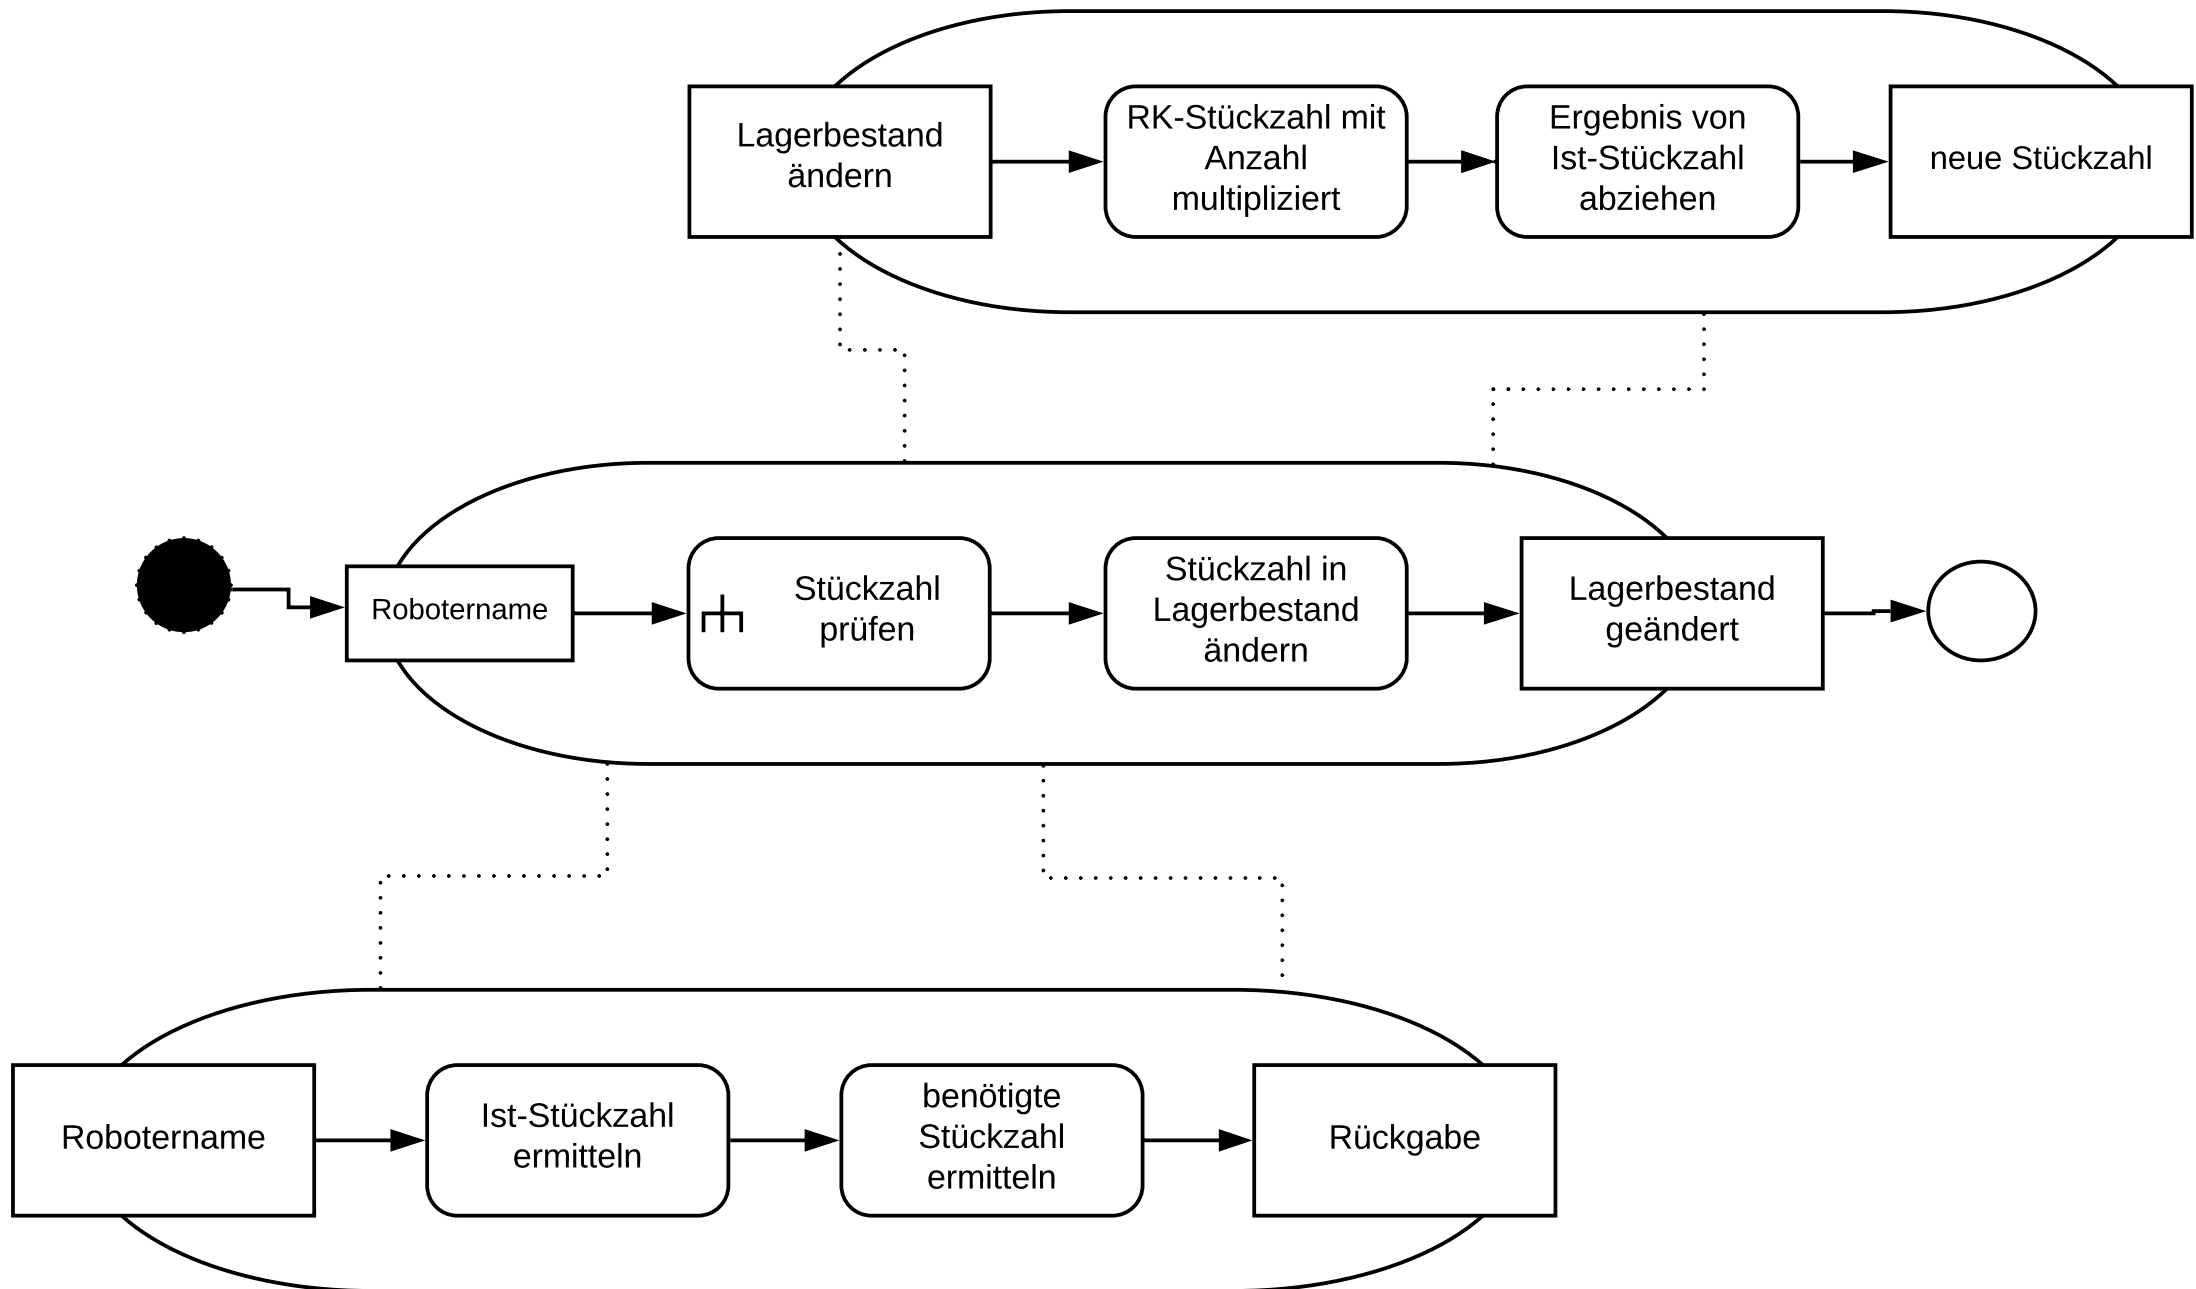 Lagerbestand
ändern
RK-Stückzahl mit
Anzahl
multipliziert
Ergebnis von
Ist-Stückzahl
abziehen
neue Stückzahl
Robotername
Stückzahl
prüfen
Stückzahl in
Lagerbestand
ändern
Lagerbestand
geändert
Robotername
Ist-Stückzahl
ermitteln
benötigte
Stückzahl
ermitteln
Rückgabe